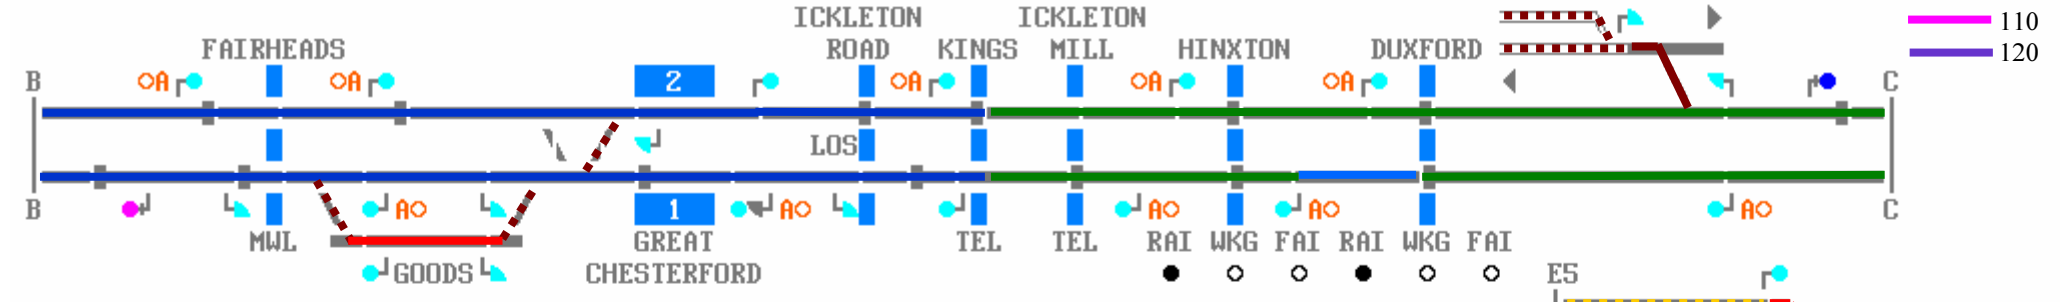 ICKLETON ICKLETON
FAIRHEADS ROAD KINGS MILL HINXTON DUXFORD 110
120
B A A 2 A A A C
LOS
B A 1 A A A A C
MWL GREAT TEL TEL RAI WKG FAI RAI WKG FAI
GOODS CHESTERFORD E5